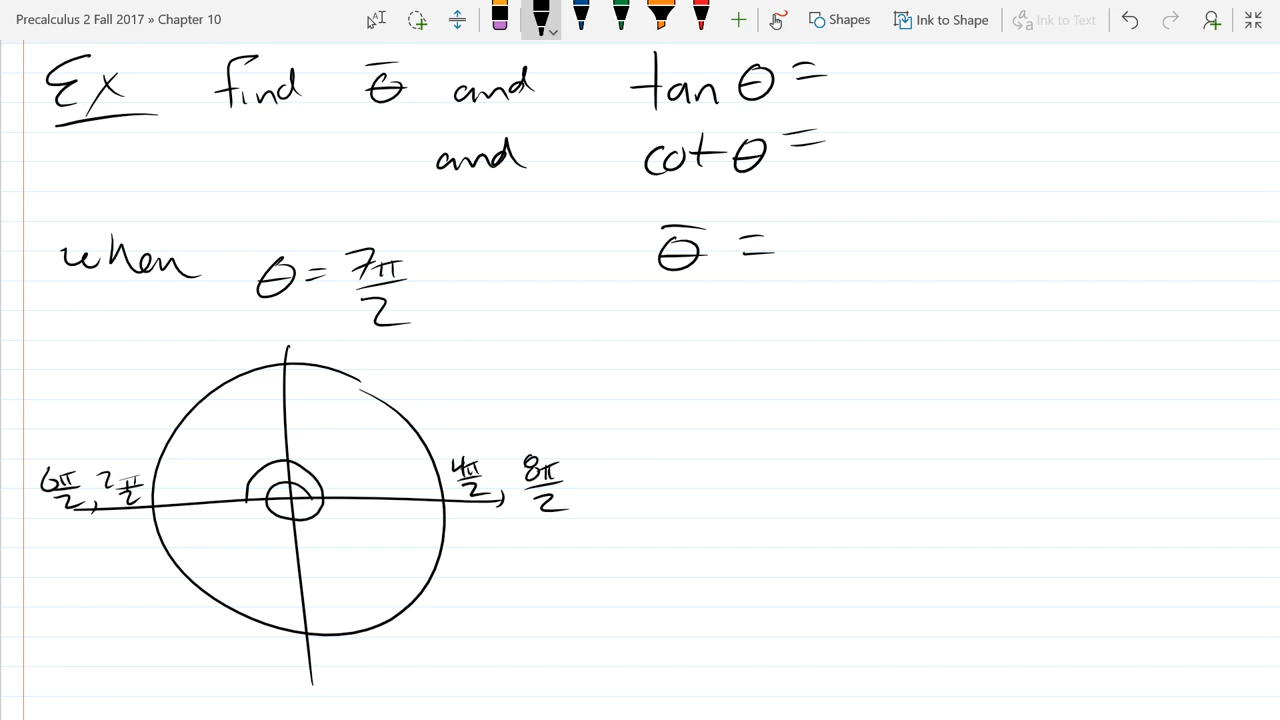 Precalculus 2 Fall 2017 » Chapter 10
Shapes
Ink to Shape
Ink to Text
Ex find θ̅ and tan θ =
and cot θ =
when θ = 7π/2
θ̅ =
6π/2, 2π/2
4π/2, 8π/2